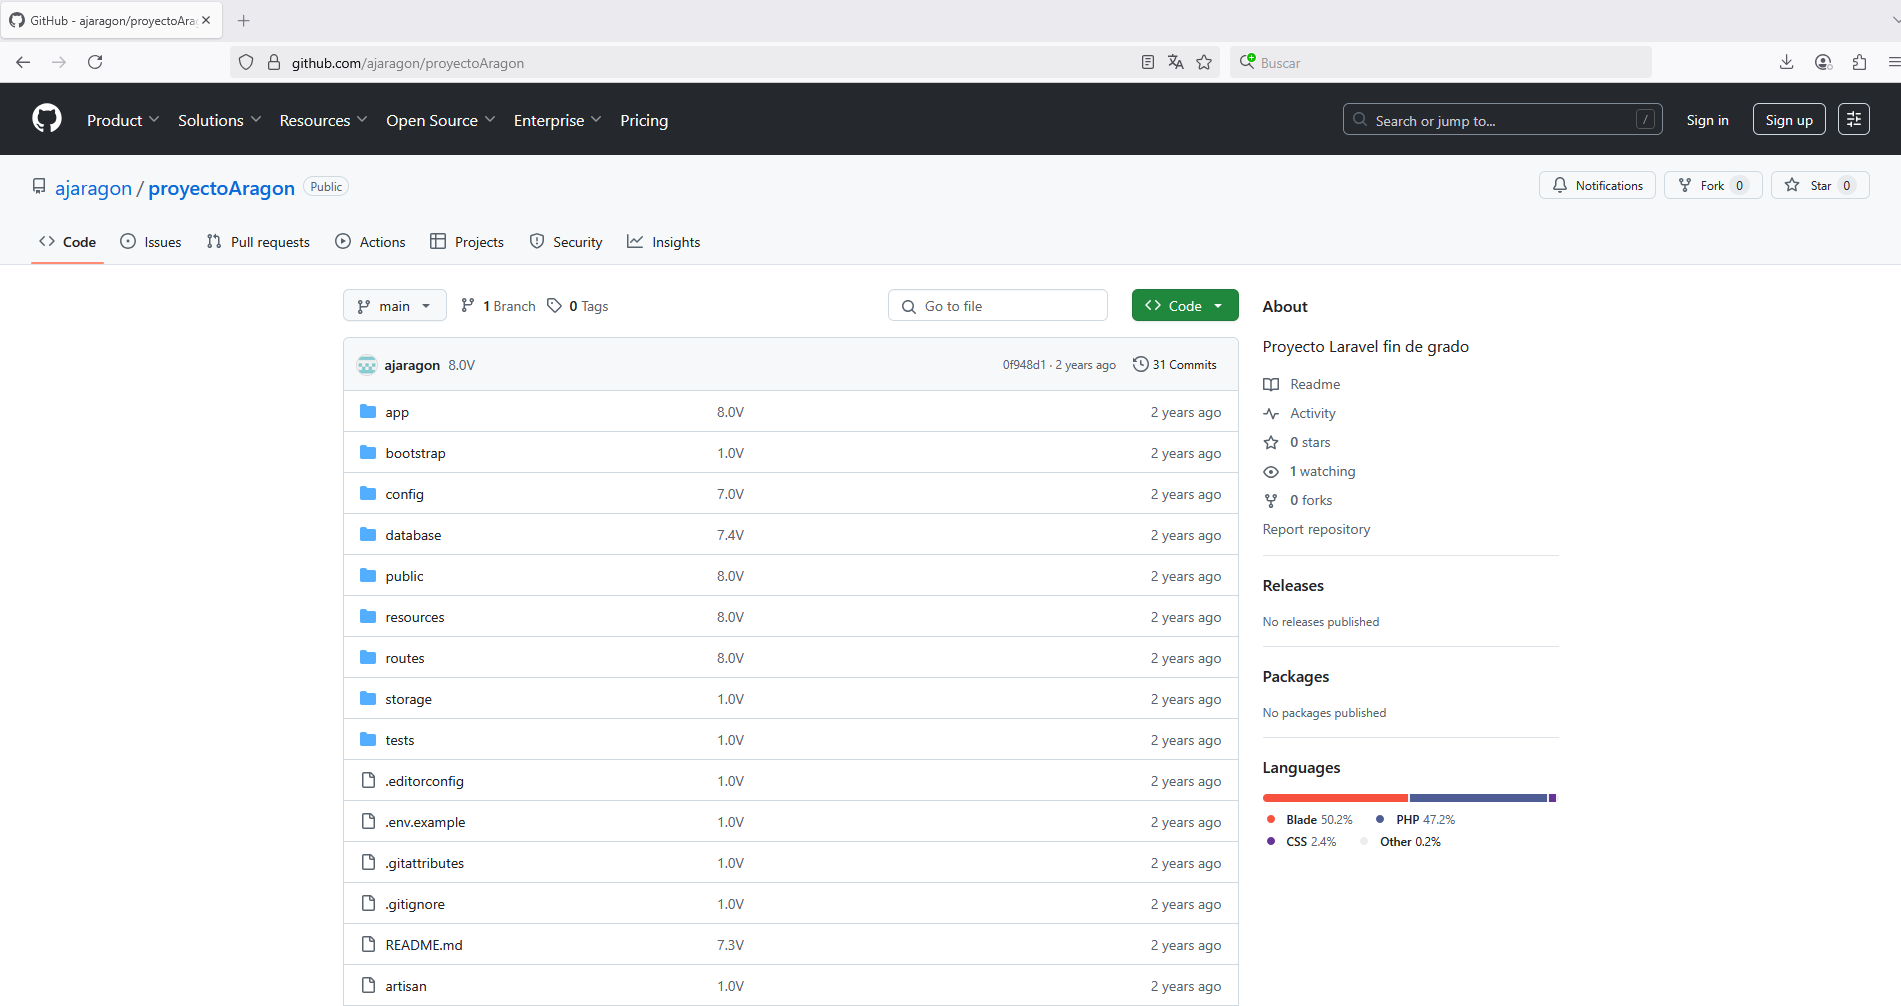 GitHub - ajaragon/proyectoAra
github.com/ajaragon/proyectoAragon
Buscar
Product Solutions Resources Open Source Enterprise Pricing
Search or jump to... /
Sign in
Sign up
ajaragon / proyectoAragon Public
Notifications
Fork 0
Star 0
Code Issues Pull requests Actions Projects Security Insights
main 1 Branch 0 Tags
Go to file
Code
ajaragon 8.0V 0f948d1 · 2 years ago 31 Commits
app 8.0V 2 years ago
bootstrap 1.0V 2 years ago
config 7.0V 2 years ago
database 7.4V 2 years ago
public 8.0V 2 years ago
resources 8.0V 2 years ago
routes 8.0V 2 years ago
storage 1.0V 2 years ago
tests 1.0V 2 years ago
.editorconfig 1.0V 2 years ago
.env.example 1.0V 2 years ago
.gitattributes 1.0V 2 years ago
.gitignore 1.0V 2 years ago
README.md 7.3V 2 years ago
artisan 1.0V 2 years ago
About
Proyecto Laravel fin de grado
Readme
Activity
0 stars
1 watching
0 forks
Report repository
Releases
No releases published
Packages
No packages published
Languages
Blade 50.2% PHP 47.2%
CSS 2.4% Other 0.2%